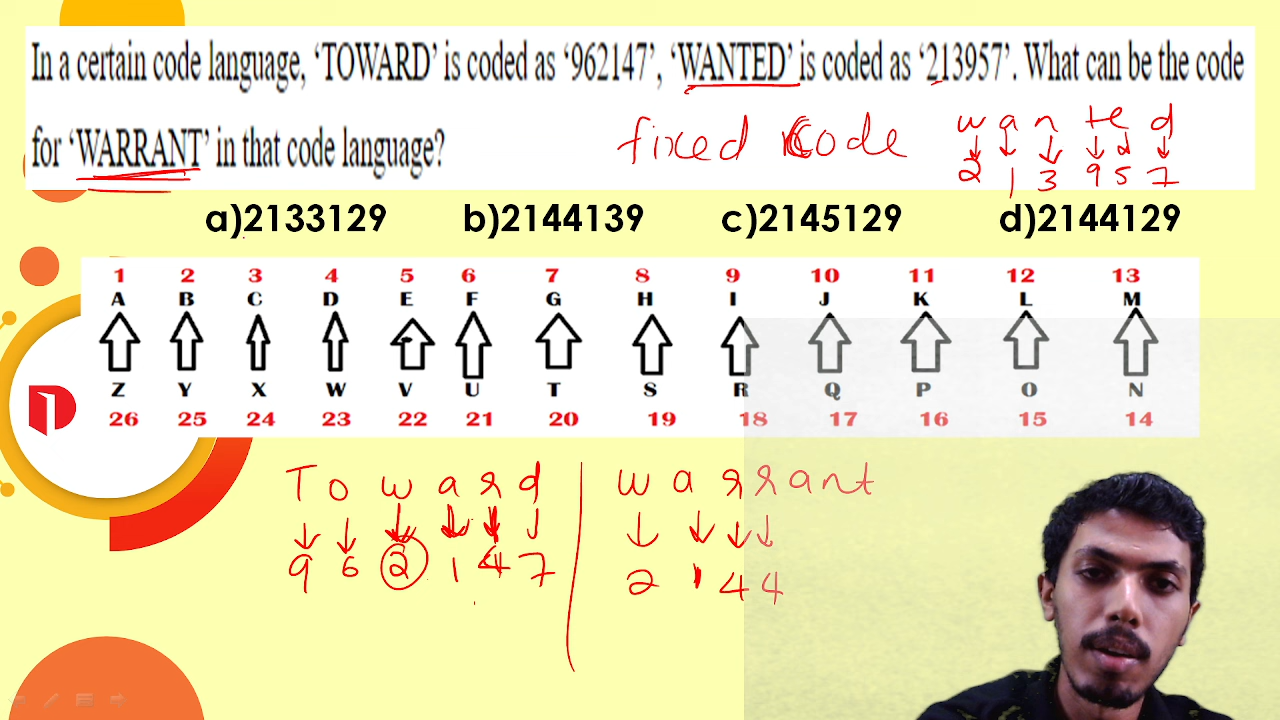 In a certain code language, ‘TOWARD’ is coded as ‘962147’, ‘WANTED’ is coded as ‘213957’. What can be the code
for ‘WARRANT’ in that code language?
fixed Code
w a n t e d
2 1 3 9 5 7
a)2133129 b)2144139 c)2145129 d)2144129
1 2 3 4 5 6 7 8 9 10 11 12 13
A B C D E F G H I J K L M
Z Y X W V U T S R Q P O N
26 25 24 23 22 21 20 19 18 17 16 15 14
T o w a r d
9 6 2 1 4 7
w a r r a n t
2 1 4 4